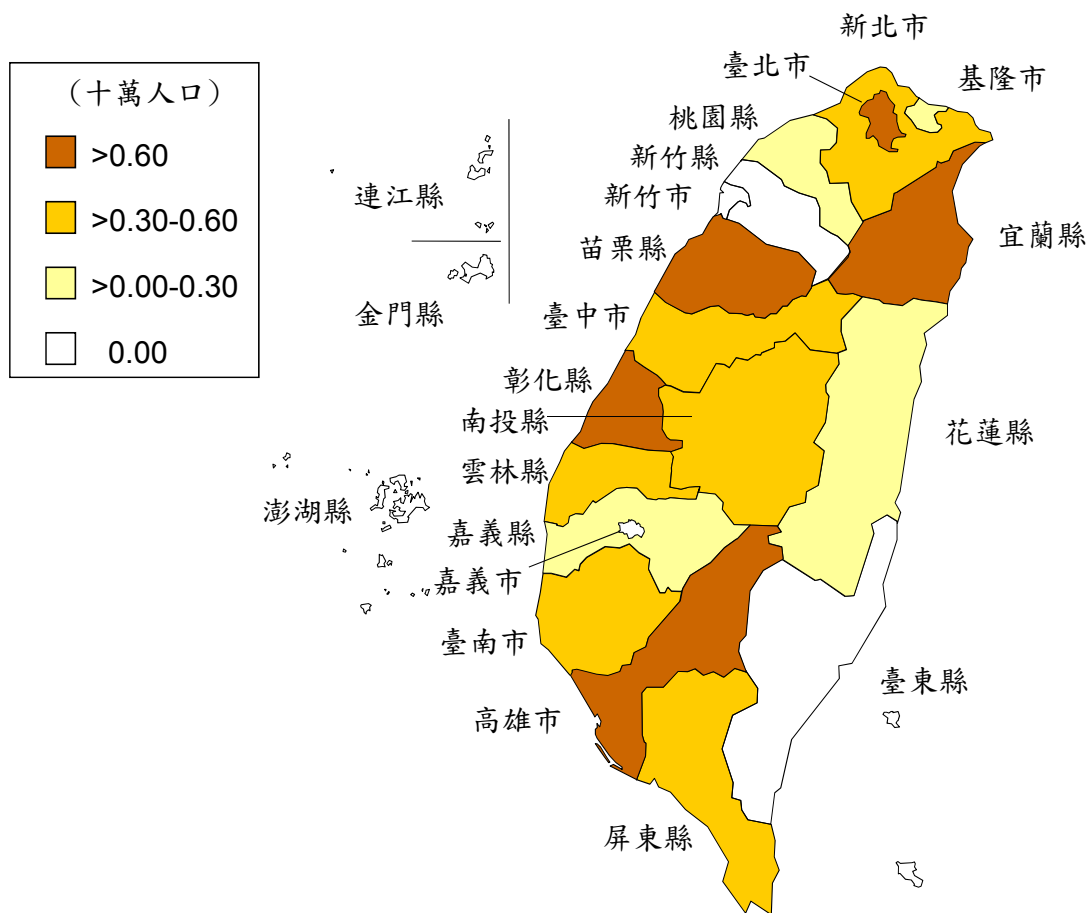 （十萬人口）
>0.60
>0.30-0.60
>0.00-0.30
0.00
新北市
臺北市
基隆市
桃園縣
新竹縣
新竹市
連江縣
宜蘭縣
苗栗縣
金門縣
臺中市
彰化縣
南投縣
花蓮縣
雲林縣
澎湖縣
嘉義縣
嘉義市
臺南市
臺東縣
高雄市
屏東縣